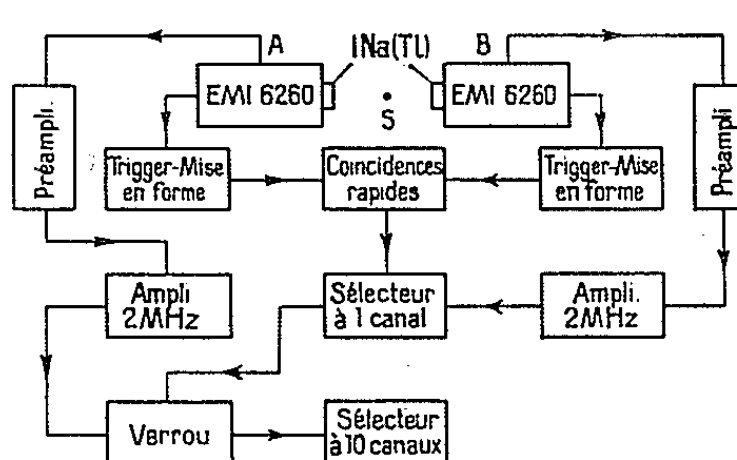 A
INa(Tl)
B
EMI 6260
EMI 6260
S
Préampli.
Trigger-Mise
en forme
Coincidences
rapides
Trigger-Mise
en forme
Préampli
Ampli
2MHz
Sélecteur
à 1 canal
Ampli.
2MHz
Verrou
Sélecteur
à 10 canaux